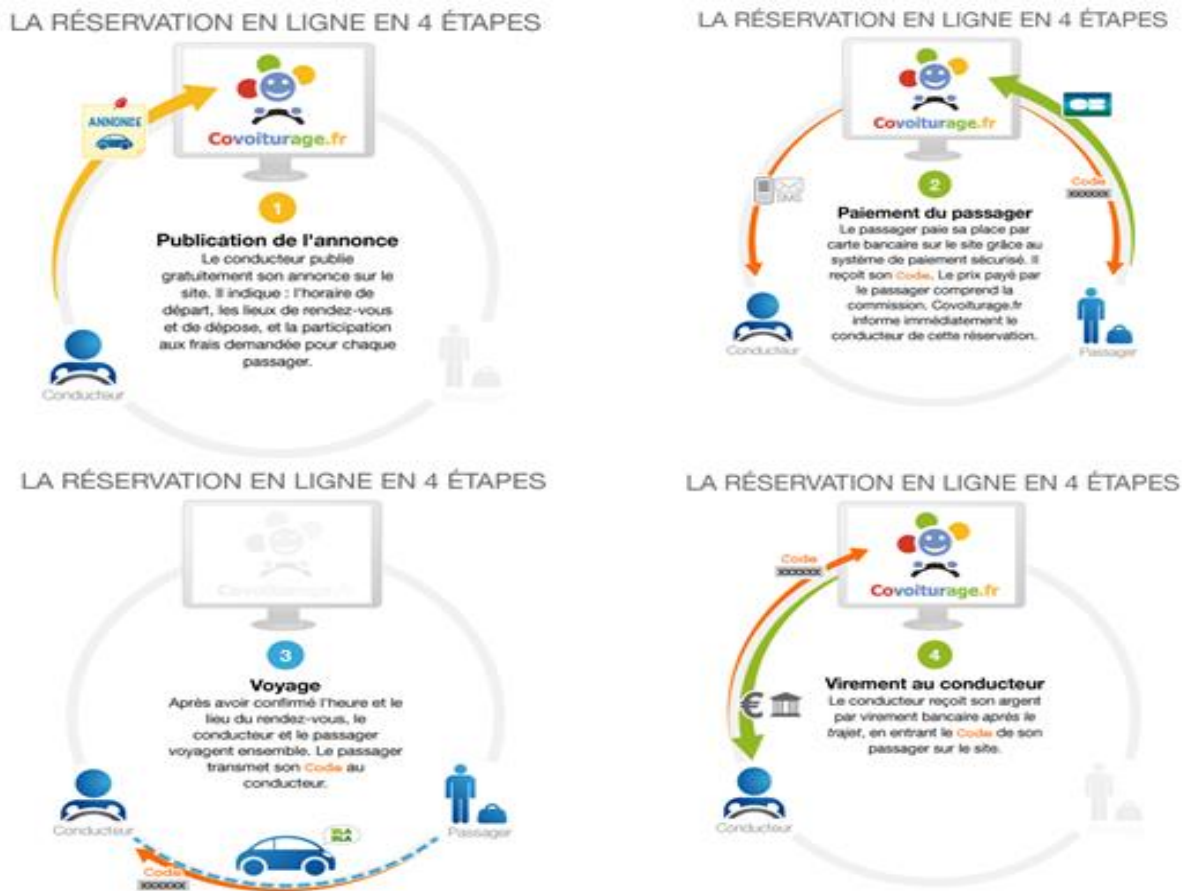 LA RÉSERVATION EN LIGNE EN 4 ÉTAPES
ANNONCE
Covoiturage.fr
1
Publication de l'annonce
Le conducteur publie
gratuitement son annonce sur le
site. Il indique : l'horaire de
départ, les lieux de rendez-vous
et de dépose, et la participation
aux frais demandée pour chaque
passager.
Conducteur
LA RÉSERVATION EN LIGNE EN 4 ÉTAPES
Covoiturage.fr
SMS
Code
XXXXXX
2
Paiement du passager
Le passager paie sa place par
carte bancaire sur le site grâce au
système de paiement sécurisé. Il
reçoit son Code. Le prix payé par
le passager comprend la
commission. Covoiturage.fr
informe immédiatement le
conducteur de cette réservation.
Conducteur
Passager
LA RÉSERVATION EN LIGNE EN 4 ÉTAPES
Covoiturage.fr
3
Voyage
Après avoir confirmé l'heure et le
lieu du rendez-vous, le
conducteur et le passager
voyagent ensemble. Le passager
transmet son Code au
conducteur.
Conducteur
BLA
BLA
Passager
Code
XXXXXX
LA RÉSERVATION EN LIGNE EN 4 ÉTAPES
Code
XXXXXX
Covoiturage.fr
4
Virement au conducteur
Le conducteur reçoit son argent
par virement bancaire après le
trajet, en entrant le Code de son
passager sur le site.
€
Conducteur